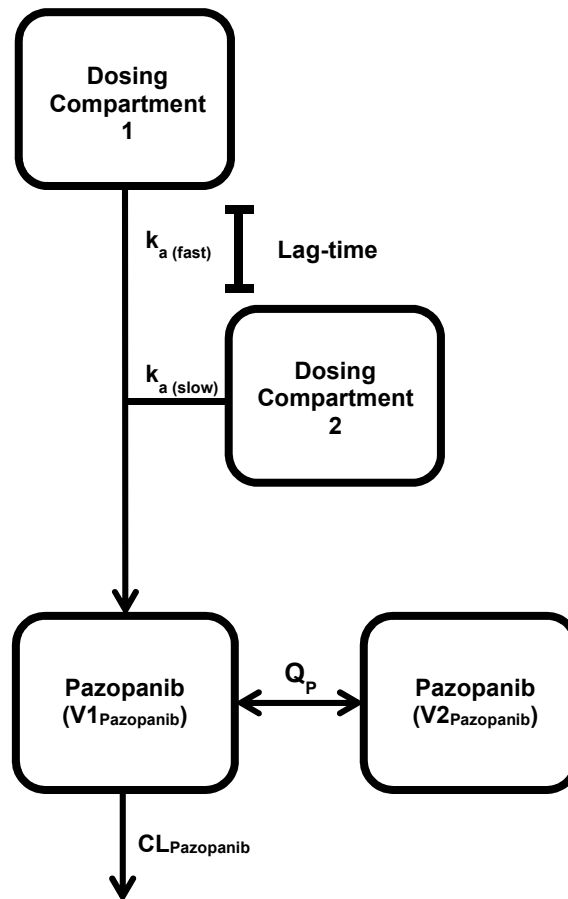 Dosing
Compartment
1
ka (fast)
Lag-time
ka (slow)
Dosing
Compartment
2
Pazopanib
(V1Pazopanib)
QP
Pazopanib
(V2Pazopanib)
CLPazopanib